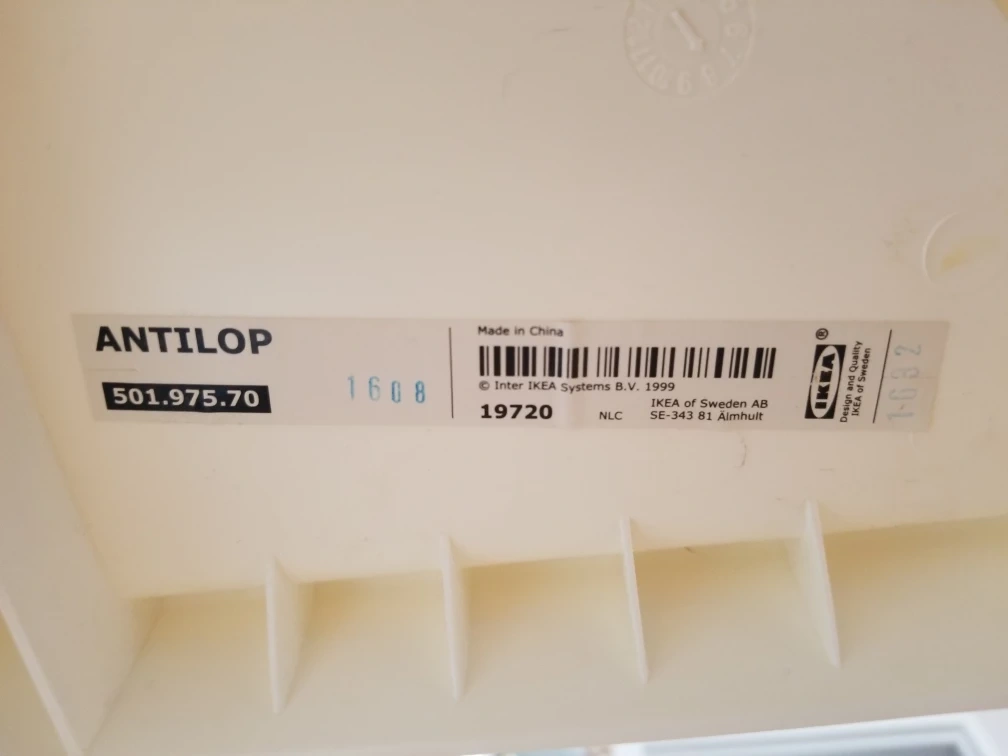 ANTILOP
501.975.70
1608
Made in China
© Inter IKEA Systems B.V. 1999
19720
NLC
IKEA of Sweden AB
SE-343 81 Älmhult
IKEA®
Design and Quality
IKEA of Sweden